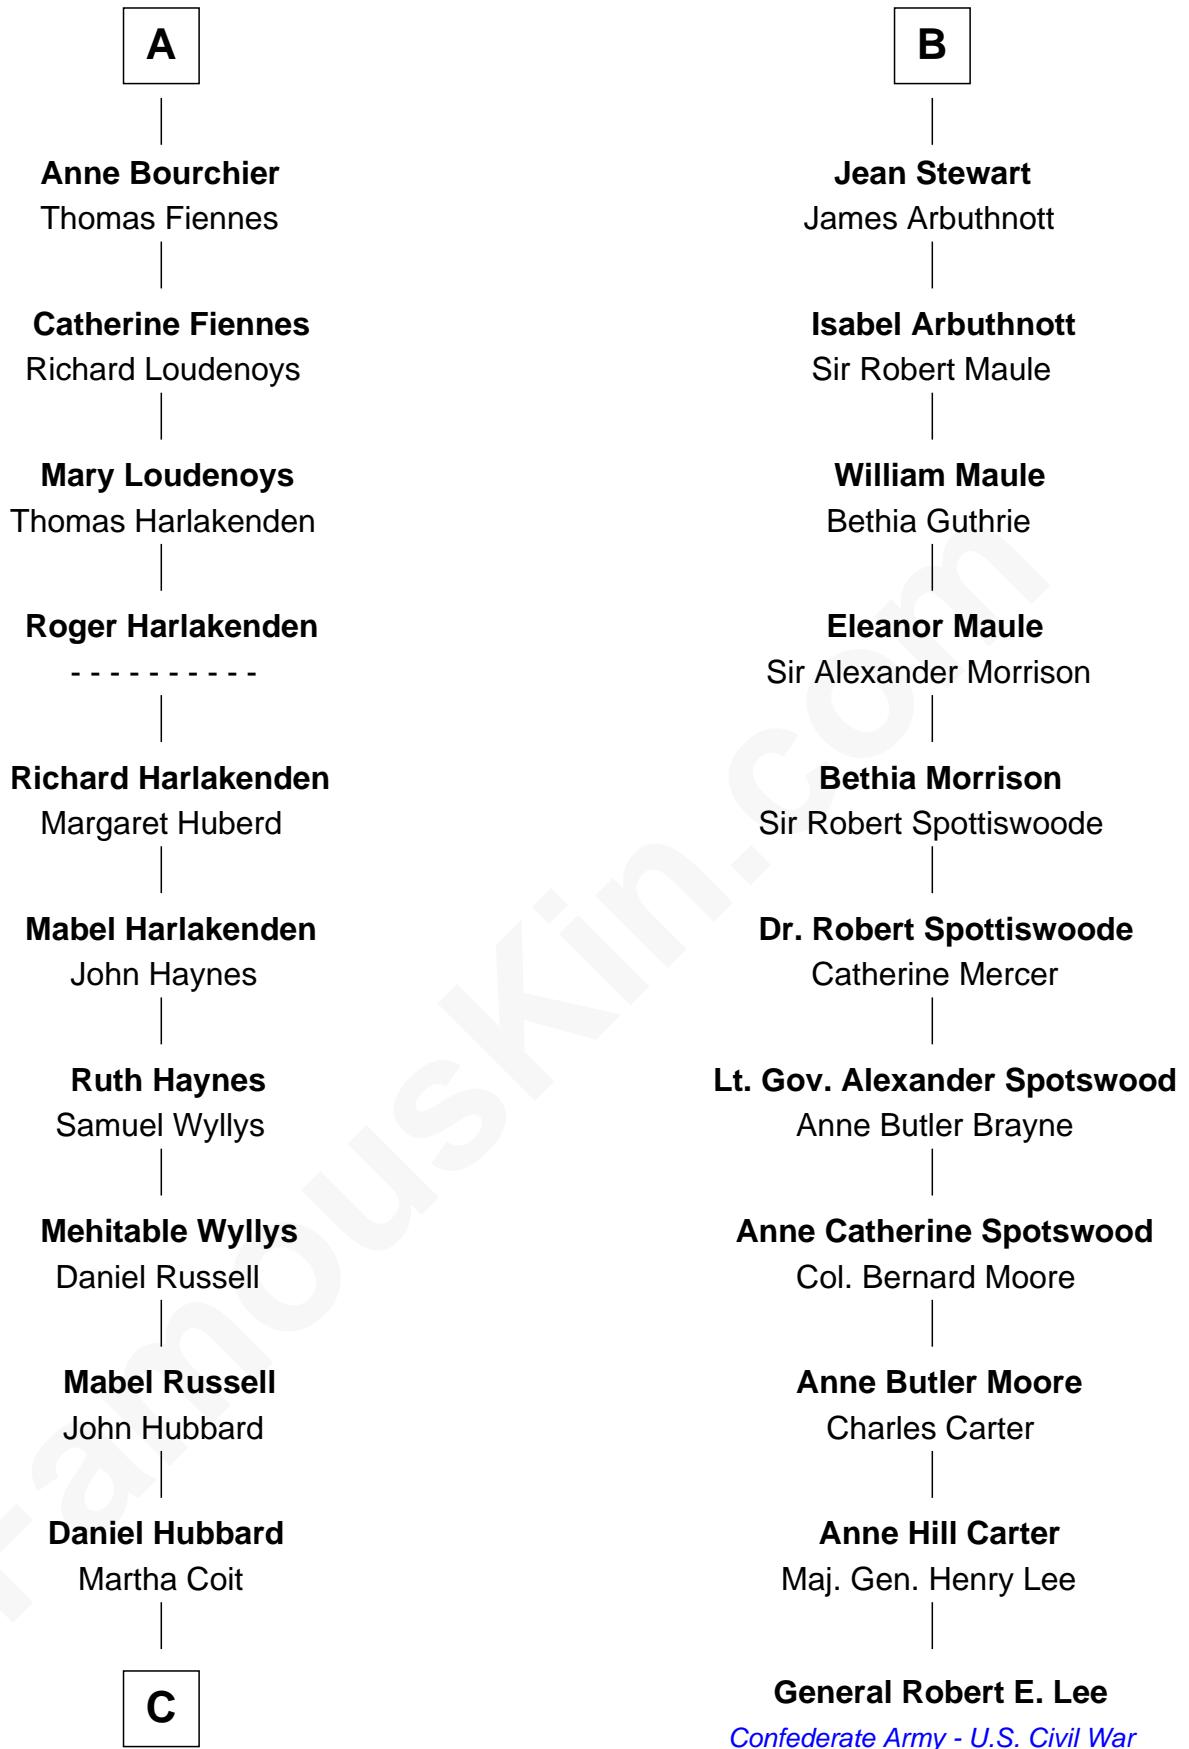 A
Anne Bourchier
Thomas Fiennes
Catherine Fiennes
Richard Loudenoys
Mary Loudenoys
Thomas Harlakenden
Roger Harlakenden
- - - - - - - - - -
Richard Harlakenden
Margaret Huberd
Mabel Harlakenden
John Haynes
Ruth Haynes
Samuel Wyllys
Mehitable Wyllys
Daniel Russell
Mabel Russell
John Hubbard
Daniel Hubbard
Martha Coit
C
B
Jean Stewart
James Arbuthnott
Isabel Arbuthnott
Sir Robert Maule
William Maule
Bethia Guthrie
Eleanor Maule
Sir Alexander Morrison
Bethia Morrison
Sir Robert Spottiswoode
Dr. Robert Spottiswoode
Catherine Mercer
Lt. Gov. Alexander Spotswood
Anne Butler Brayne
Anne Catherine Spotswood
Col. Bernard Moore
Anne Butler Moore
Charles Carter
Anne Hill Carter
Maj. Gen. Henry Lee
General Robert E. Lee
Confederate Army - U.S. Civil War
FamousKin.com